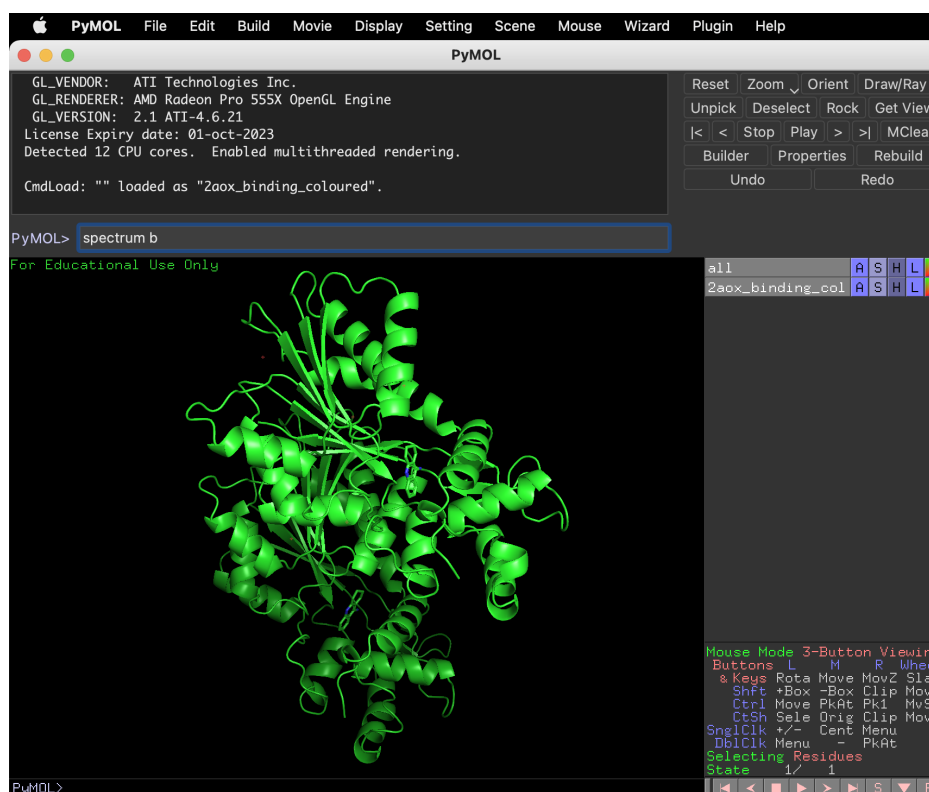 PyMOL File Edit Build Movie Display Setting Scene Mouse Wizard Plugin Help
PyMOL
GL_VENDOR: ATI Technologies Inc.
GL_RENDERER: AMD Radeon Pro 555X OpenGL Engine
GL_VERSION: 2.1 ATI-4.6.21
License Expiry date: 01-oct-2023
Detected 12 CPU cores. Enabled multithreaded rendering.
CmdLoad: "" loaded as "2aox_binding_coloured".
Reset Zoom Orient Draw/Ray
Unpick Deselect Rock Get View
|< < Stop Play > >| MClea
Builder Properties Rebuild
Undo Redo
PyMOL> spectrum b
For Educational Use Only
all A S H L
2aox_binding_col A S H L
Mouse Mode 3-Button Viewin
Buttons L M R Whee
& Keys Rota Move MovZ Sla
Shft +Box -Box Clip Mov
Ctrl Move PkAt Pk1 MvS
CtSh Sele Orig Clip Mov
SnglClk +/- Cent Menu
DblClk Menu - PkAt
Selecting Residues
State 1/ 1
PyMOL>
S